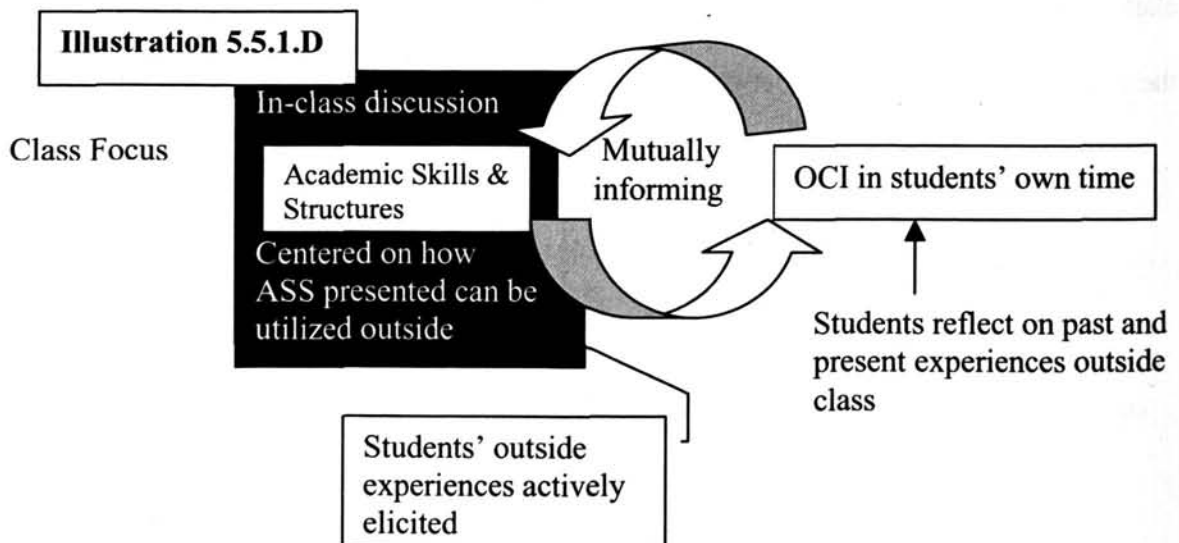 Illustration 5.5.1.D
Class Focus
In-class discussion
Academic Skills &
Structures
Centered on how
ASS presented can be
utilized outside
Mutually
informing
OCI in students’ own time
Students reflect on past and
present experiences outside
class
Students’ outside
experiences actively
elicited